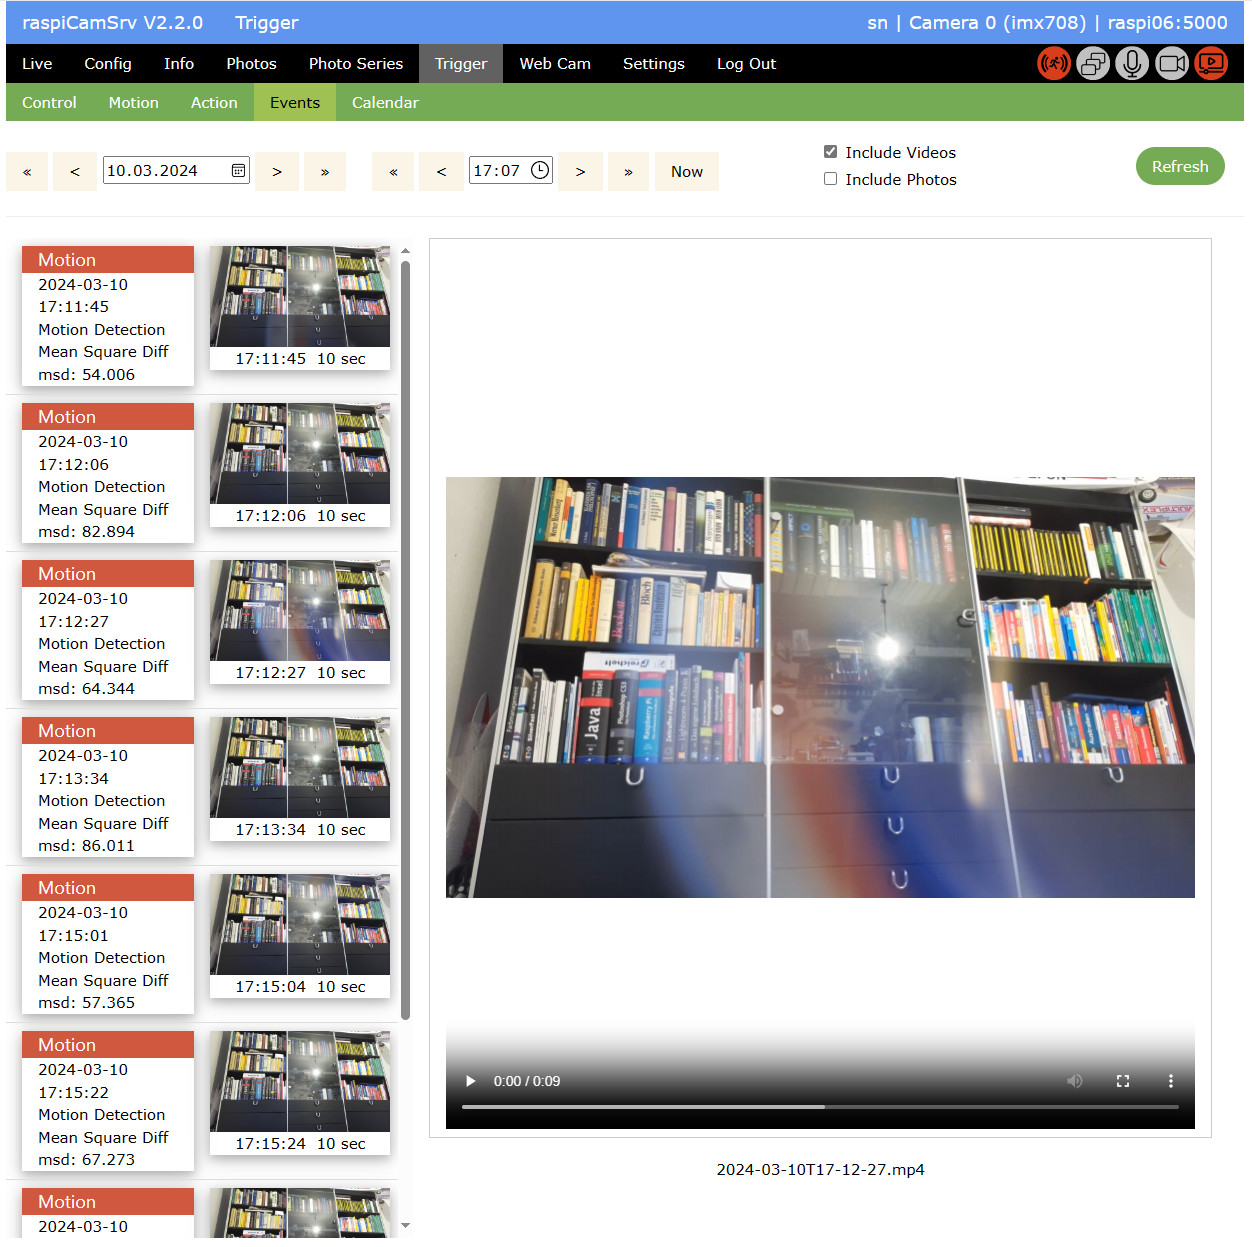 raspiCamSrv V2.2.0 Trigger sn | Camera 0 (imx708) | raspi06:5000
Live Config Info Photos Photo Series Trigger Web Cam Settings Log Out
Control Motion Action Events Calendar
« < 10.03.2024 > » « < 17:07 > » Now
Include Videos
Include Photos
Refresh
Motion
2024-03-10
17:11:45
Motion Detection
Mean Square Diff
msd: 54.006
17:11:45 10 sec
Motion
2024-03-10
17:12:06
Motion Detection
Mean Square Diff
msd: 82.894
17:12:06 10 sec
Motion
2024-03-10
17:12:27
Motion Detection
Mean Square Diff
msd: 64.344
17:12:27 10 sec
Motion
2024-03-10
17:13:34
Motion Detection
Mean Square Diff
msd: 86.011
17:13:34 10 sec
Motion
2024-03-10
17:15:01
Motion Detection
Mean Square Diff
msd: 57.365
17:15:04 10 sec
Motion
2024-03-10
17:15:22
Motion Detection
Mean Square Diff
msd: 67.273
17:15:24 10 sec
Motion
2024-03-10
MULTIPLEX
Bloch
reichelt
Java
Insel
Photoshop CS3
Raspberry Pi
0:00 / 0:09
2024-03-10T17-12-27.mp4